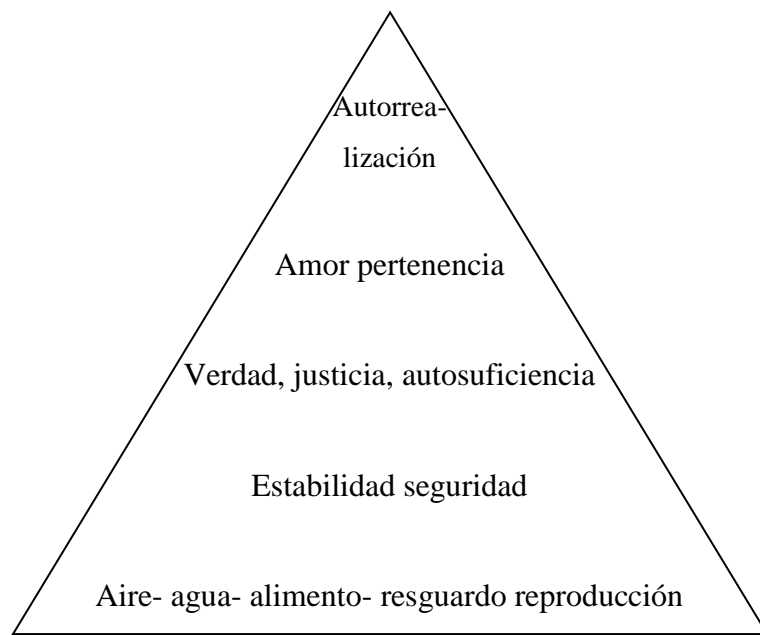 Autorrea-
lización
Amor pertenencia
Verdad, justicia, autosuficiencia
Estabilidad seguridad
Aire- agua- alimento- resguardo reproducción